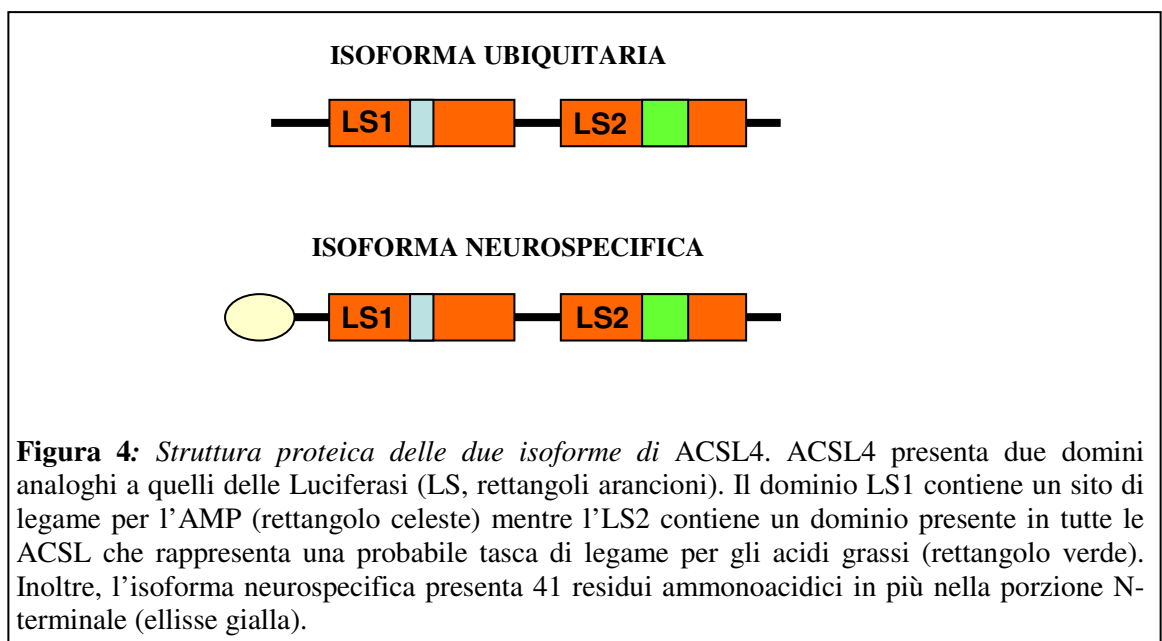 ISOFORMA UBIQUITARIA
LS1 LS2
ISOFORMA NEUROSPECIFICA
LS1 LS2
Figura 4: Struttura proteica delle due isoforme di ACSL4. ACSL4 presenta due domini
analoghi a quelli delle Luciferasi (LS, rettangoli arancioni). Il dominio LS1 contiene un sito di
legame per l'AMP (rettangolo celeste) mentre l'LS2 contiene un dominio presente in tutte le
ACSL che rappresenta una probabile tasca di legame per gli acidi grassi (rettangolo verde).
Inoltre, l'isoforma neurospecifica presenta 41 residui ammonoacidici in più nella porzione N-
terminale (ellisse gialla).